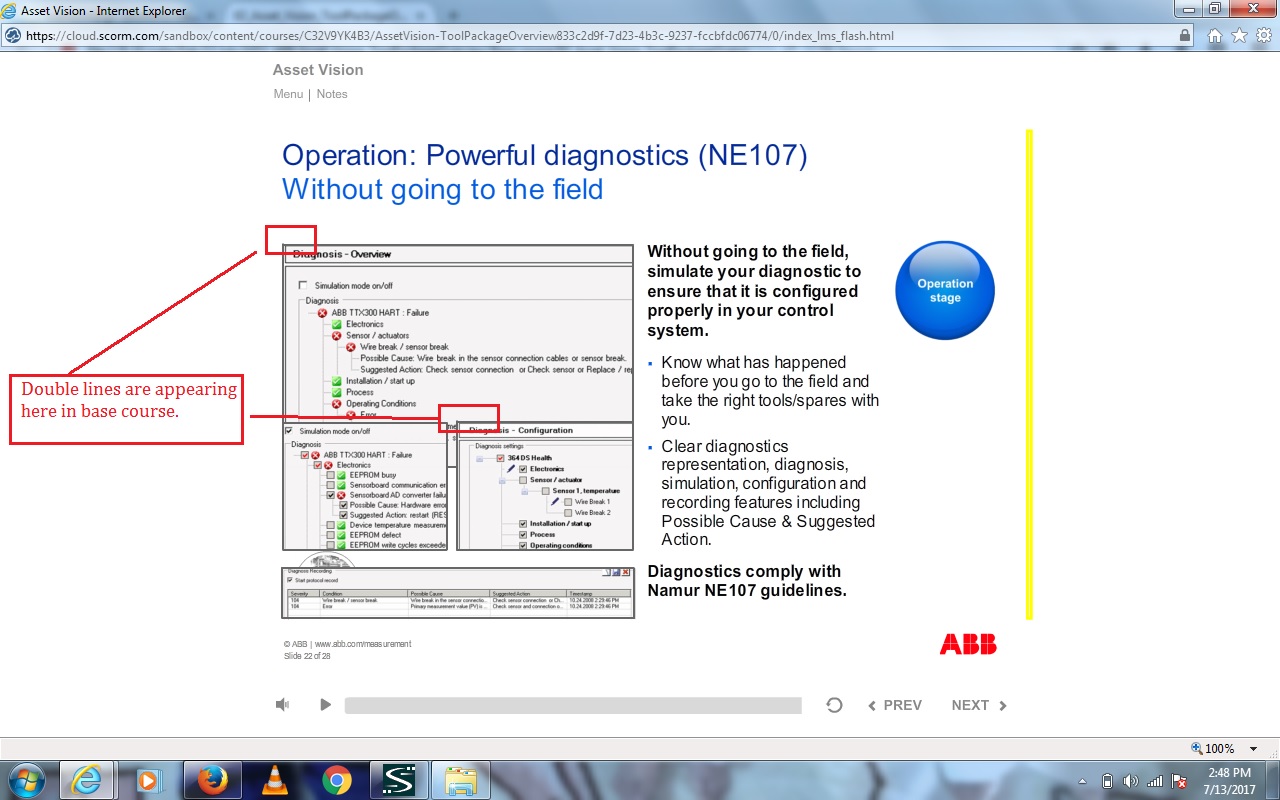 Asset Vision - Internet Explorer
https://cloud.scorm.com/sandbox/content/courses/C32V9YK4B3/AssetVision-ToolPackageOverview833c2d9f-7d23-4b3c-9237-fccbfdc06774/0/index_lms_flash.html
Asset Vision
Menu | Notes
Operation: Powerful diagnostics (NE107)
Without going to the field
Double lines are appearing
here in base course.
Diagnosis - Overview
Simulation mode on/off
Diagnosis
ABB TTX300 HART : Failure
Electronics
Sensor / actuators
Wire break / sensor break
Possible Cause: Wire break in the sensor connection cables or sensor break.
Suggested Action: Check sensor connection or Check sensor or Replace /
Installation / start up
Process
Operating Conditions
Error
Simulation mode on/off
Diagnosis
ABB TTX300 HART : Failure
Electronics
EEPROM busy
Sensorboard communication
Sensorboard AD converter
Possible Cause: Hardware
Suggested Action: restart
Device temperature
EEPROM defect
EEPROM write cycles
Diagnosis - Configuration
Diagnosis settings
364 DS Health
Electronics
Sensor / actuator
Sensor 1, temperature
Wire Break 1
Wire Break 2
Installation / start up
Process
Operating conditions
Diagnosis Recording
Start protocol record
Severity Condition Possible Cause Suggested Action Timestamp
104 Wire break / sensor break Wire break in the sensor connectio... Check sensor connection or Ch... 10.24.2008 2:29:46 PM
104 Error Primary measurement value (PV) is ... Check sensor and connection o... 10.24.2008 2:29:46 PM
Without going to the field,
simulate your diagnostic to
ensure that it is configured
properly in your control
system.
▪ Know what has happened
before you go to the field and
take the right tools/spares with
you.
▪ Clear diagnostics
representation, diagnosis,
simulation, configuration and
recording features including
Possible Cause & Suggested
Action.
Diagnostics comply with
Namur NE107 guidelines.
Operation
stage
© ABB | www.abb.com/measurement
Slide 22 of 28
ABB
PREV
NEXT
100%
2:48 PM
7/13/2017